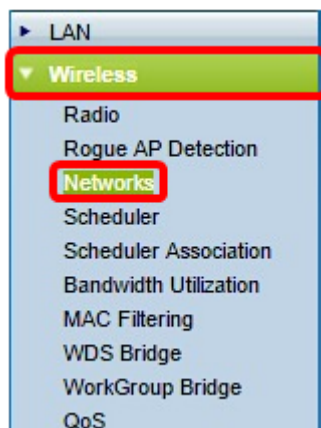 LAN
Wireless
Radio
Rogue AP Detection
Networks
Scheduler
Scheduler Association
Bandwidth Utilization
MAC Filtering
WDS Bridge
WorkGroup Bridge
QoS